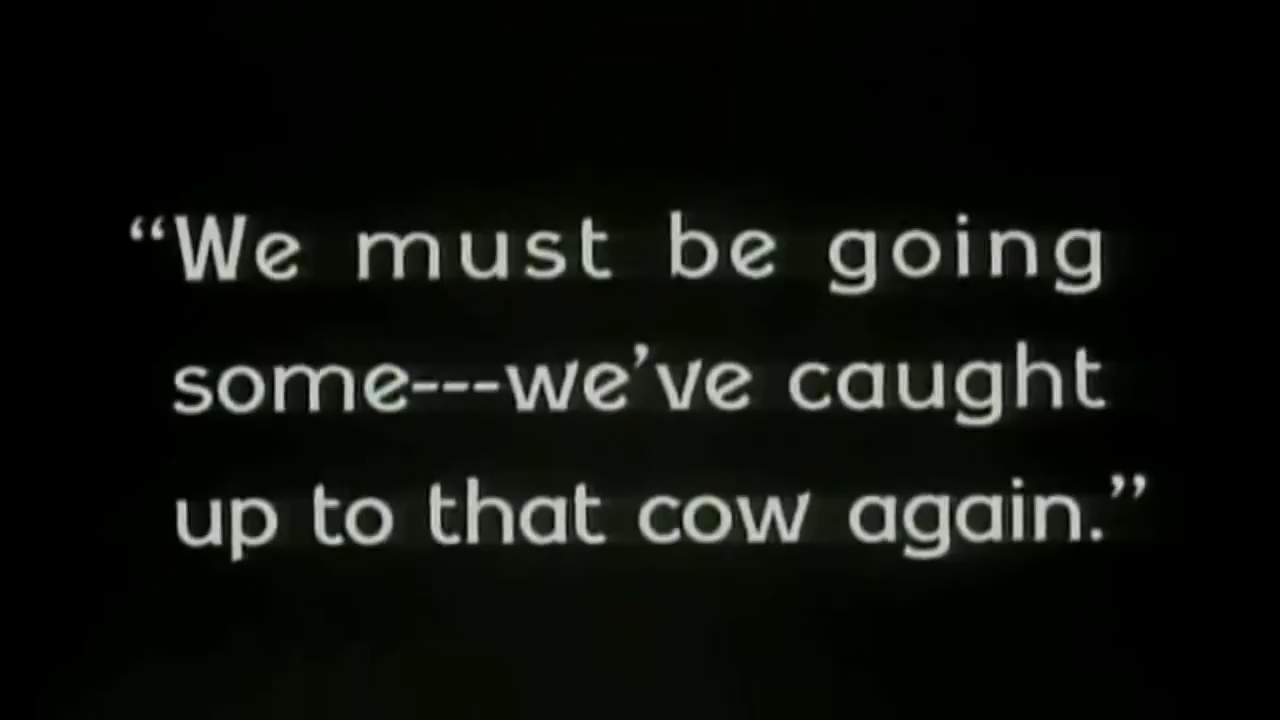 “We must be going
some---we’ve caught
up to that cow again.”